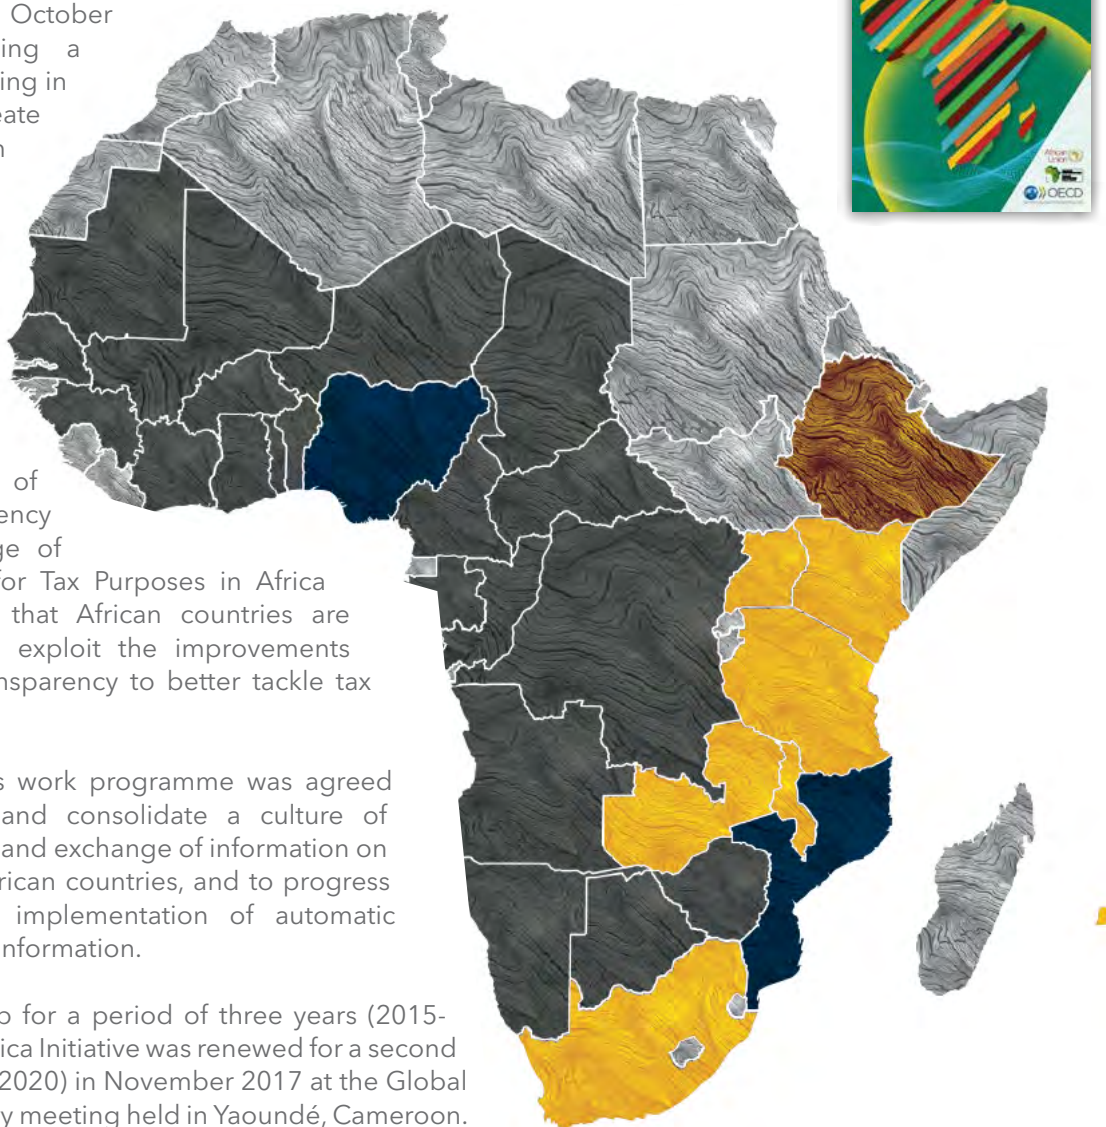 October
ing a
ing in
eate
n
of
ency
ge of
for Tax Purposes in Africa
that African countries are
exploit the improvements
nsparency to better tackle tax
s work programme was agreed
and consolidate a culture of
and exchange of information on
rican countries, and to progress
implementation of automatic
nformation.
o for a period of three years (2015-
ica Initiative was renewed for a second
2020) in November 2017 at the Global
y meeting held in Yaoundé, Cameroon.
African
Union
OECD